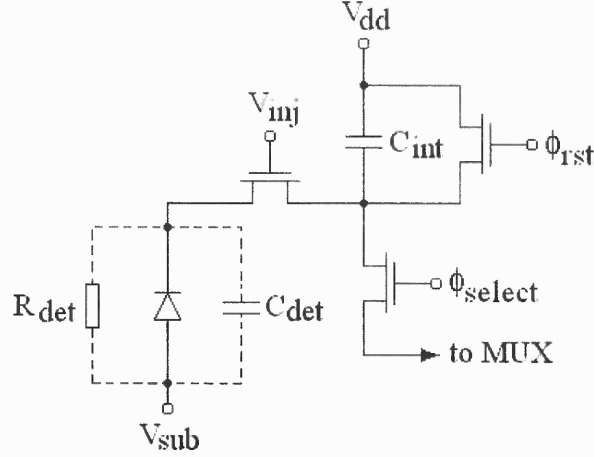 Vdd
Vinj
Cint
ϕrst
ϕselect
Rdet
Cdet
to MUX
Vsub